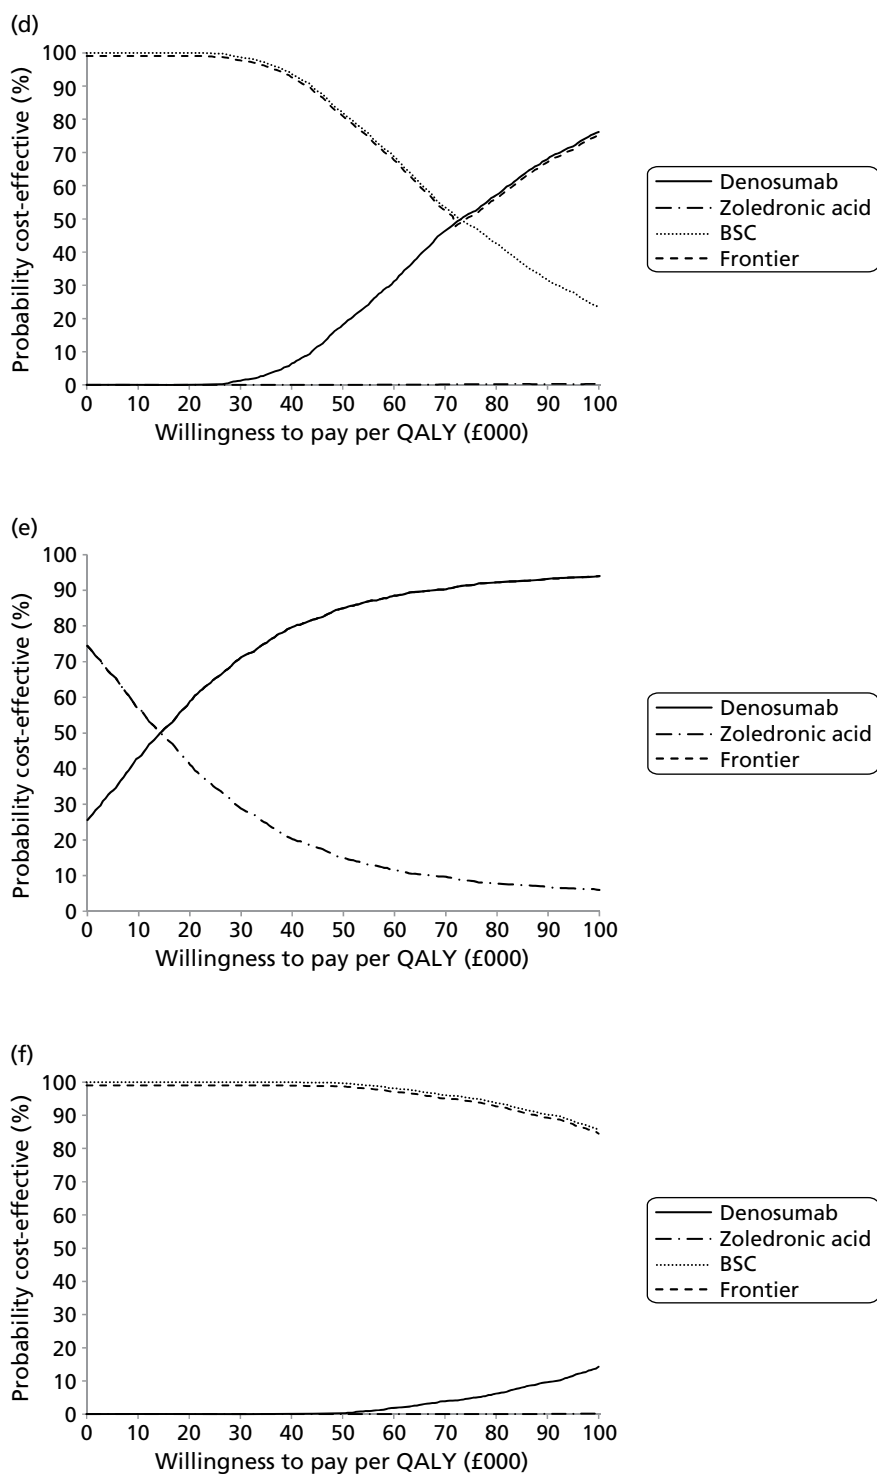 (d)
100
90
80
70
60
50
40
30
20
10
0
Probability cost-effective (%)
0 10 20 30 40 50 60 70 80 90 100
Willingness to pay per QALY (£000)
Denosumab
Zoledronic acid
BSC
Frontier
(e)
100
90
80
70
60
50
40
30
20
10
0
Probability cost-effective (%)
0 10 20 30 40 50 60 70 80 90 100
Willingness to pay per QALY (£000)
Denosumab
Zoledronic acid
Frontier
(f)
100
90
80
70
60
50
40
30
20
10
0
Probability cost-effective (%)
0 10 20 30 40 50 60 70 80 90 100
Willingness to pay per QALY (£000)
Denosumab
Zoledronic acid
BSC
Frontier